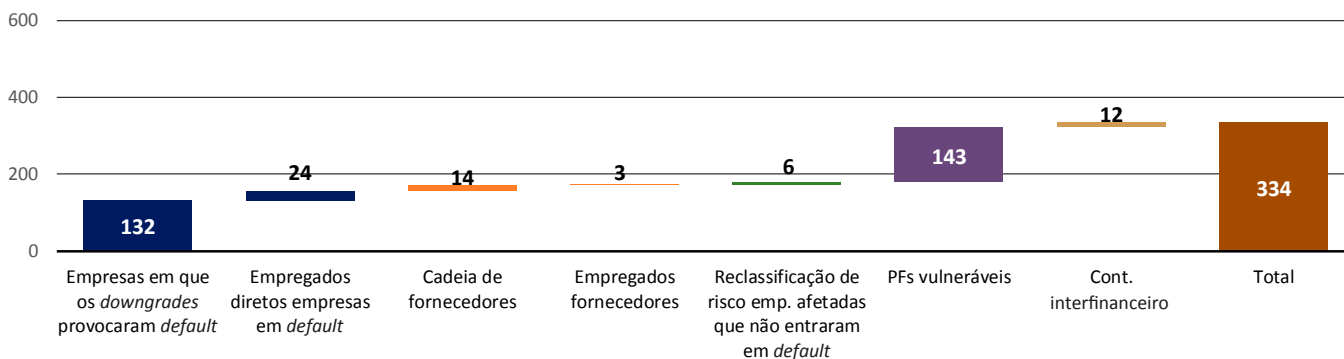 600
400
200
0
132
24
14
3
6
143
12
334
Empresas em que
os downgrades
provocaram default
Empregados
diretos empresas
em default
Cadeia de
fornecedores
Empregados
fornecedores
Reclassificação de
risco emp. afetadas
que não entraram
em default
PFs vulneráveis
Cont.
interfinanceiro
Total